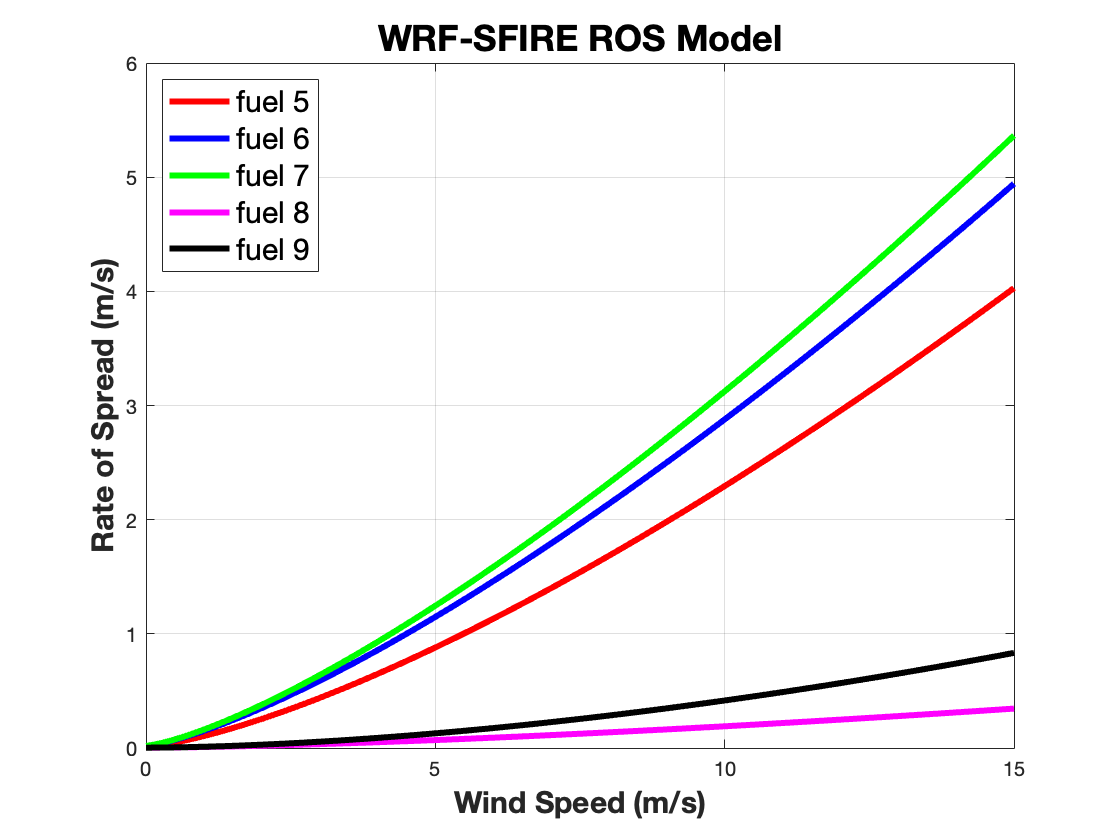 WRF-SFIRE ROS Model
6
5
4
3
2
1
0
Rate of Spread (m/s)
fuel 5
fuel 6
fuel 7
fuel 8
fuel 9
0 5 10 15
Wind Speed (m/s)